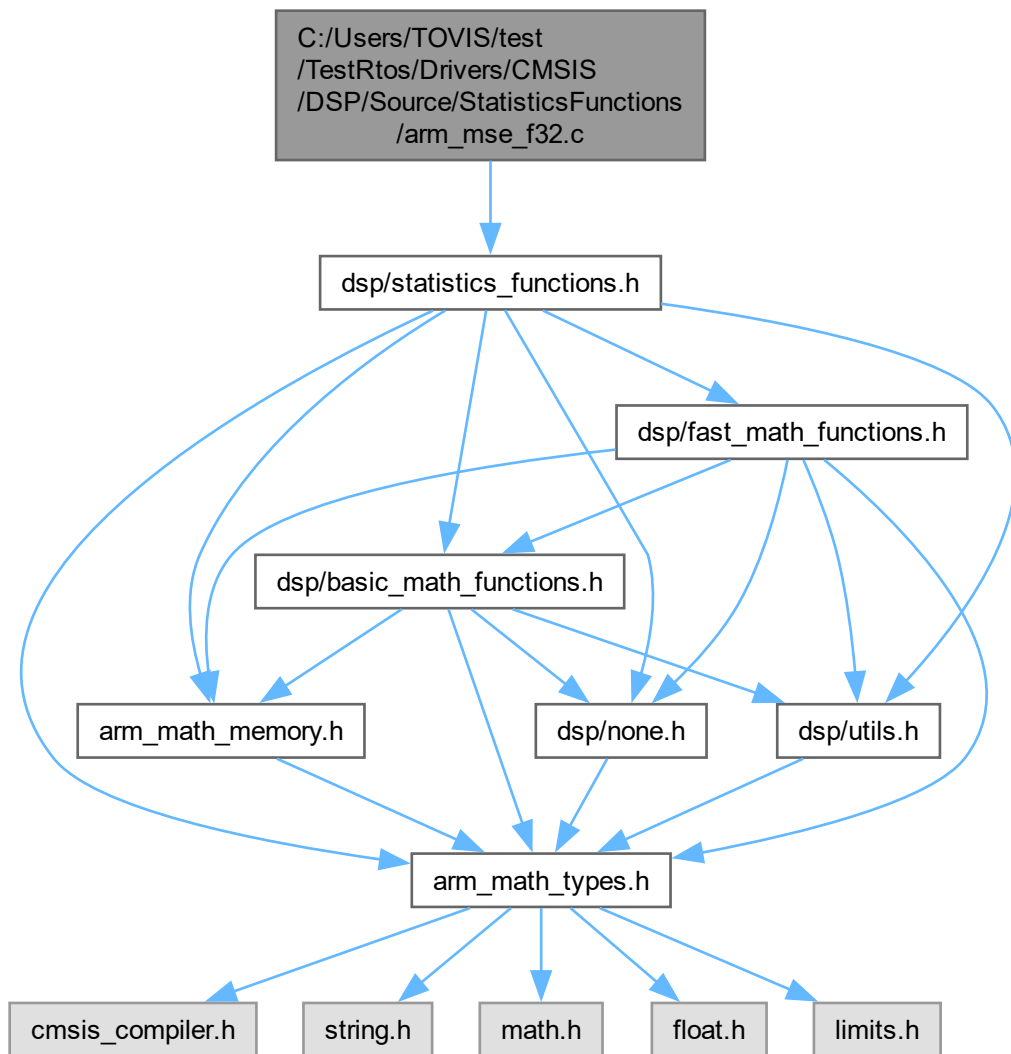 C:/Users/TOVIS/test
/TestRtos/Drivers/CMSIS
/DSP/Source/StatisticsFunctions
/arm_mse_f32.c
dsp/statistics_functions.h
dsp/fast_math_functions.h
dsp/basic_math_functions.h
arm_math_memory.h
dsp/none.h
dsp/utils.h
arm_math_types.h
cmsis_compiler.h
string.h
math.h
float.h
limits.h